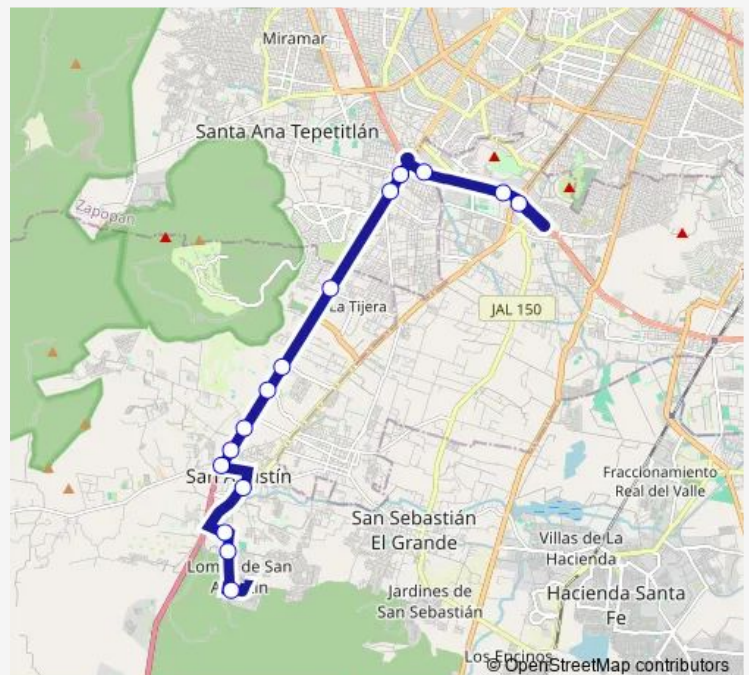 Miramar
Santa Ana Tepetitlán
Zapopan
La Tijera
JAL 150
San Agustín
Fraccionamiento
Real del Valle
San Sebastián
El Grande
Villas de La
Hacienda
Lomas de San
Agustín
Jardines de
San Sebastián
Hacienda Santa
Fe
Los Encinos
© OpenStreetMap contributors